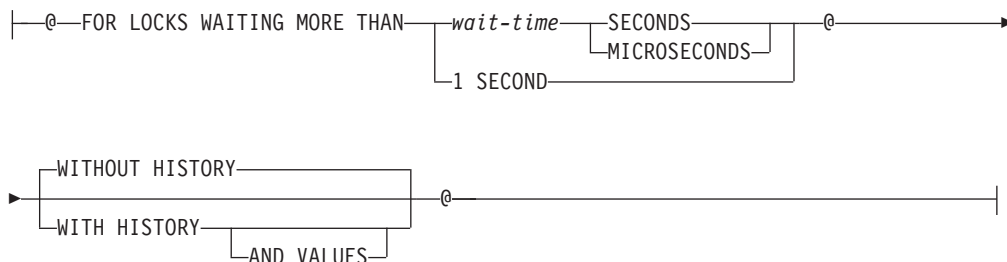 @ FOR LOCKS WAITING MORE THAN wait-time SECONDS @
MICROSECONDS
1 SECOND
WITHOUT HISTORY
@
WITH HISTORY
AND VALUES